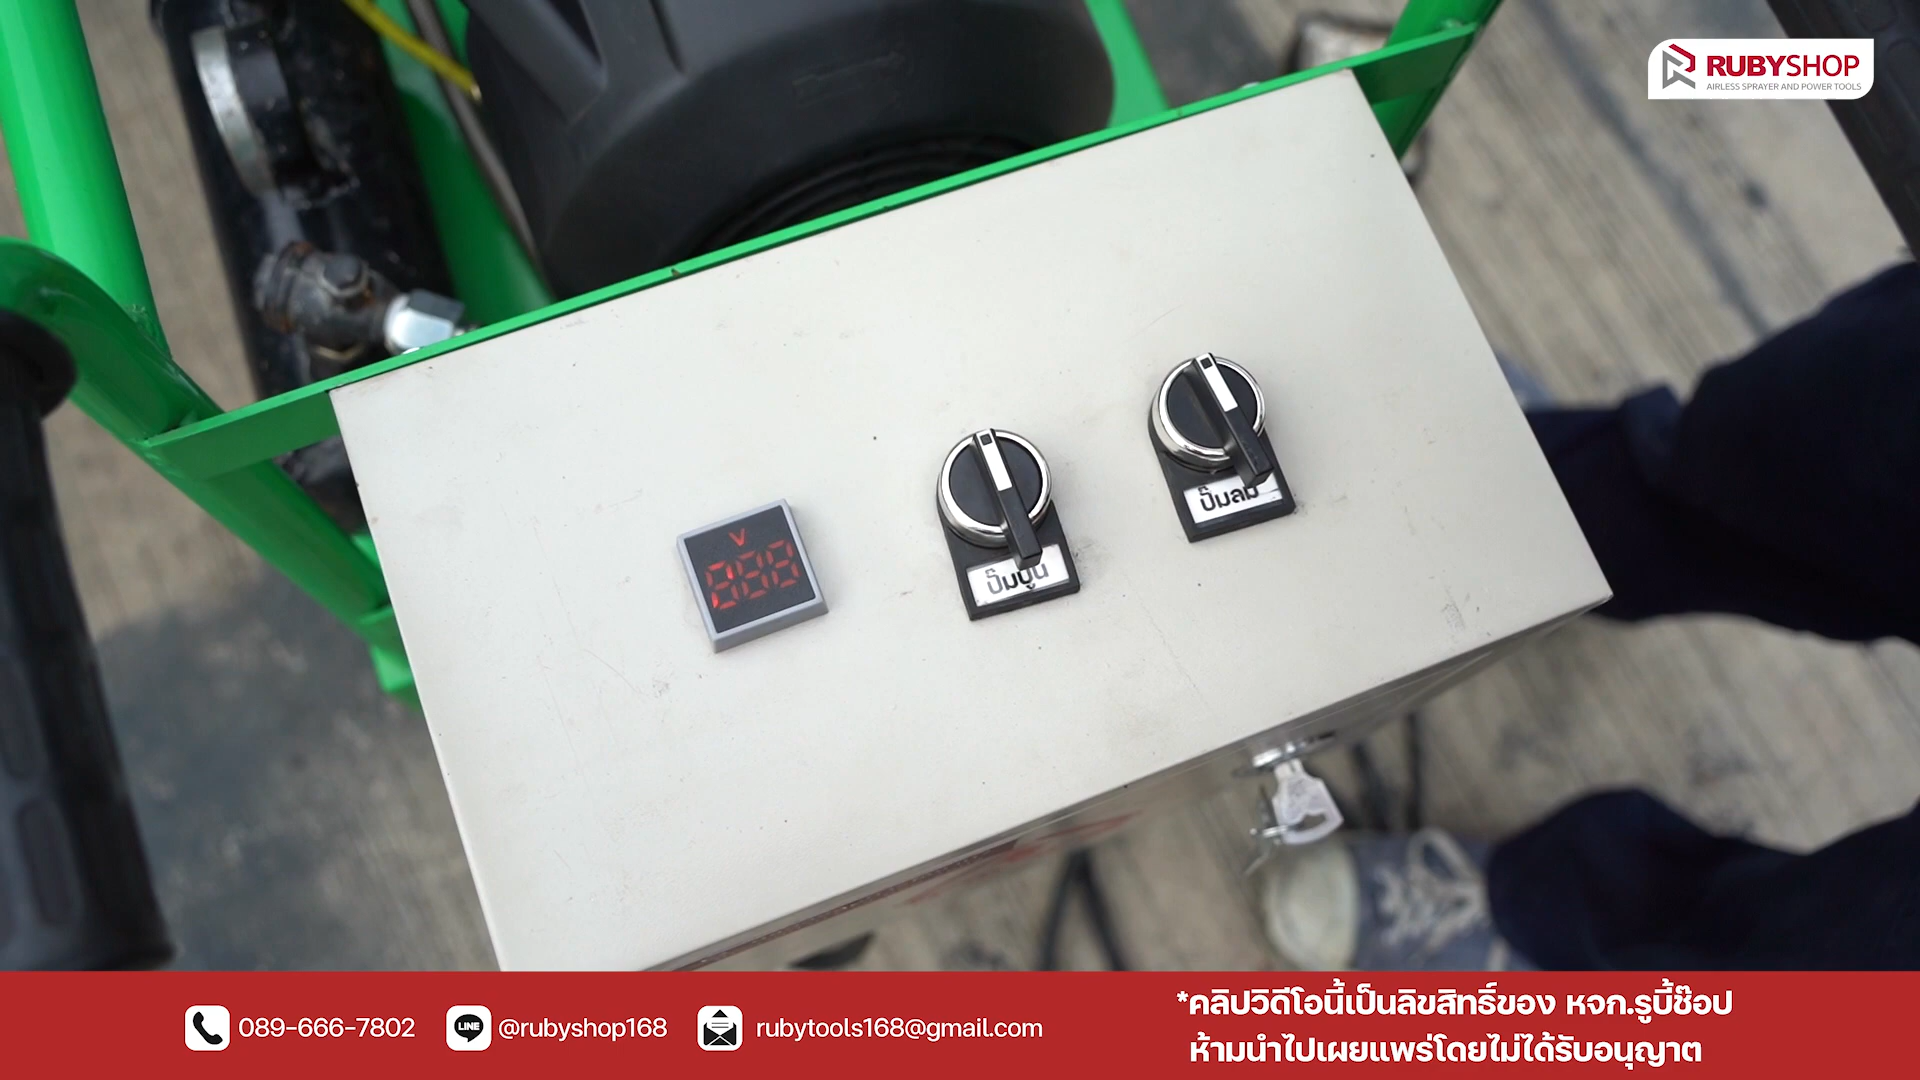 RUBYSHOP
AIRLESS SPRAYER AND POWER TOOLS
ปั๊มลม
V
ปั๊มปูน
089-666-7802
LINE
@rubyshop168
rubytools168@gmail.com
*คลิปวิดีโอนี้เป็นลิขสิทธิ์ของ หจก.รูบี้ช๊อป
ห้ามนำไปเผยแพร่โดยไม่ได้รับอนุญาต